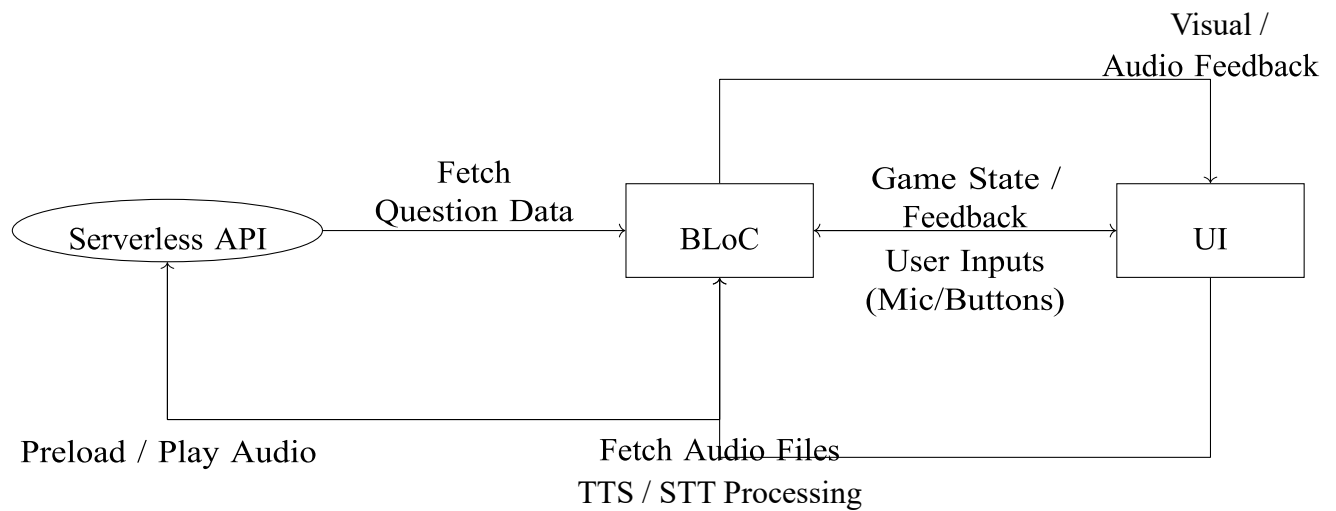 Visual /
Audio Feedback
Fetch
Question Data
Game State /
Feedback
Serverless API
BLoC
UI
User Inputs
(Mic/Buttons)
Preload / Play Audio
Fetch Audio Files
TTS / STT Processing